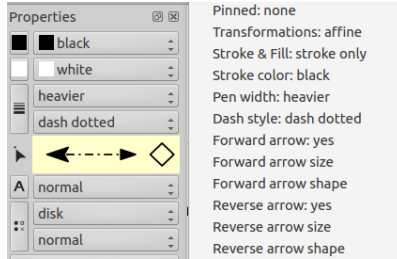 Properties
black
white
heavier
dash dotted
A normal
disk
normal
Pinned: none
Transformations: affine
Stroke & Fill: stroke only
Stroke color: black
Pen width: heavier
Dash style: dash dotted
Forward arrow: yes
Forward arrow size
Forward arrow shape
Reverse arrow: yes
Reverse arrow size
Reverse arrow shape